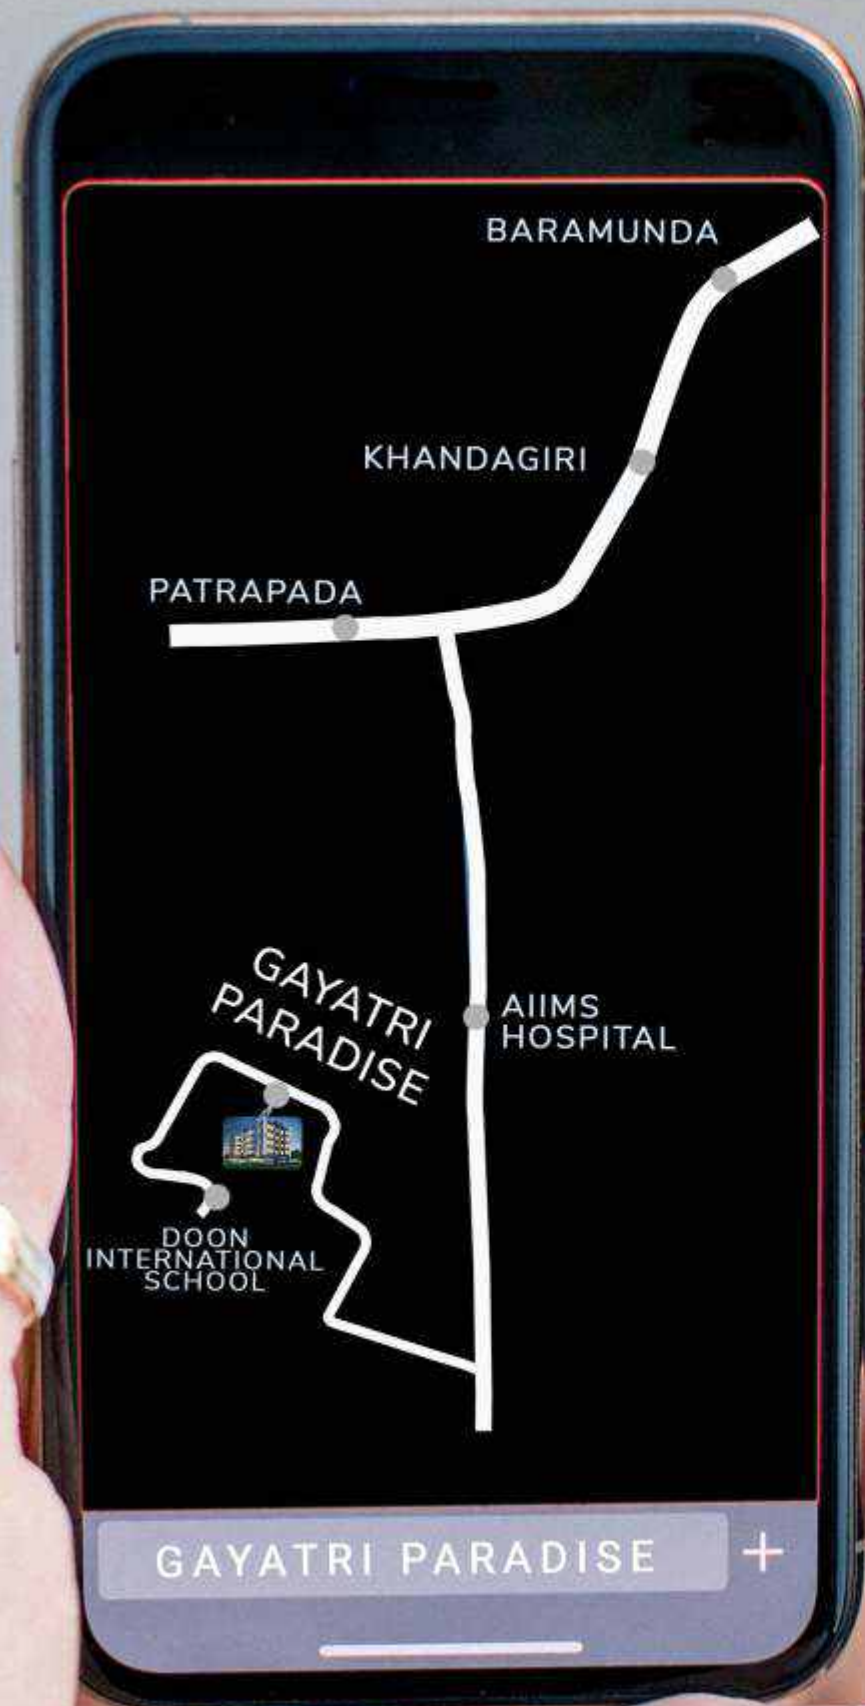 BARAMUNDA
KHANDAGIRI
PATRAPADA
GAYATRI
PARADISE
AIIMS
HOSPITAL
DOON
INTERNATIONAL
SCHOOL
GAYATRI PARADISE
+